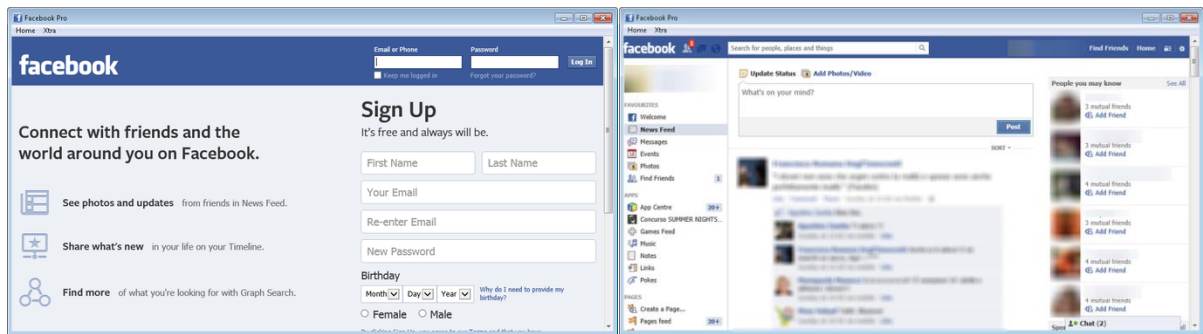 Facebook Pro
Home Xtra
facebook
Email or Phone
Password
Log In
Keep me logged in
Forgot your password?
Connect with friends and the
world around you on Facebook.
See photos and updates from friends in News Feed.
Share what's new in your life on your Timeline.
Find more of what you're looking for with Graph Search.
Sign Up
It's free and always will be.
First Name
Last Name
Your Email
Re-enter Email
New Password
Birthday
Month
Day
Year
Why do I need to provide my
birthday?
Female
Male
Facebook Pro
Home Xtra
facebook
Search for people, places and things
Find Friends
Home
Update Status
Add Photos/Video
What's on your mind?
Post
SORT
FAVOURITES
Welcome
News Feed
Messages
Events
Photos
Find Friends 1
APPS
App Centre 20+
Concurso SUMMER NIGHTS...
Games Feed
Music
Notes
Links
Pokes
PAGES
Create a Page...
Pages feed 20+
People you may know
See All
3 mutual friends
Add Friend
3 mutual friends
Add Friend
4 mutual friends
Add Friend
3 mutual friends
Add Friend
4 mutual friends
Add Friend
4 mutual friends
Add Friend
Chat (2)